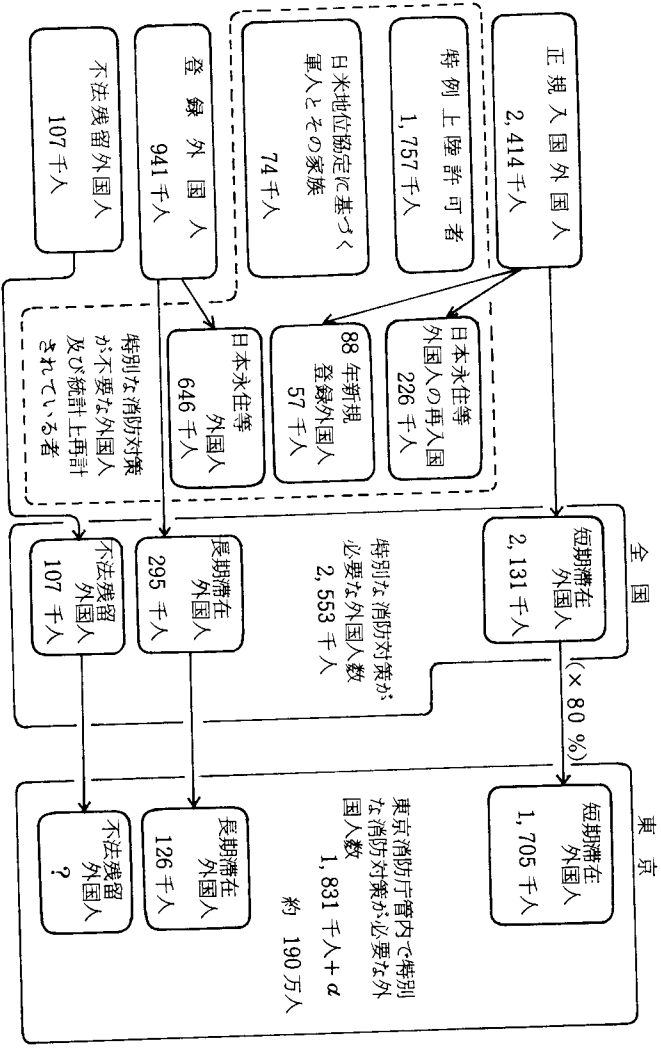 正規入国外国人
2,414千人
特例上陸許可者
1,757千人
日米地位協定に基づく
軍人とその家族
74千人
登録外国人
941千人
不法残留外国人
107千人
日本永住等
外国人の再入国
226千人
88年新規
登録外国人
57千人
日本永住等
外国人
646千人
特別な消防対策
が不要な外国人
及び統計上再計
されている者
全国
短期滞在
外国人
2,131千人
特別な消防対策が
必要な外国人数
2,553千人
長期滞在
外国人
295千人
不法残留
外国人
107千人
(×80%)
東京
短期滞在
外国人
1,705千人
東京消防庁管内で特別
な消防対策が必要な外
国人数
1,831千人+α
約 190万人
長期滞在
外国人
126千人
不法残留
外国人
?